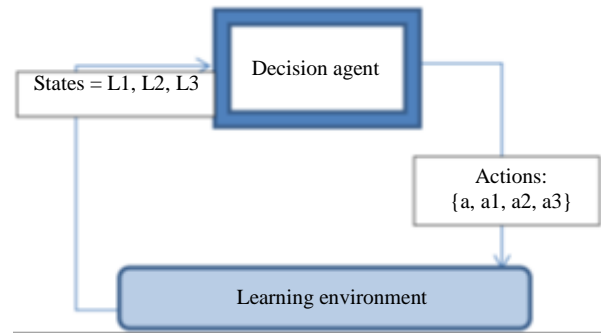 Decision agent
States = L1, L2, L3
Actions:
{a, a1, a2, a3}
Learning environment